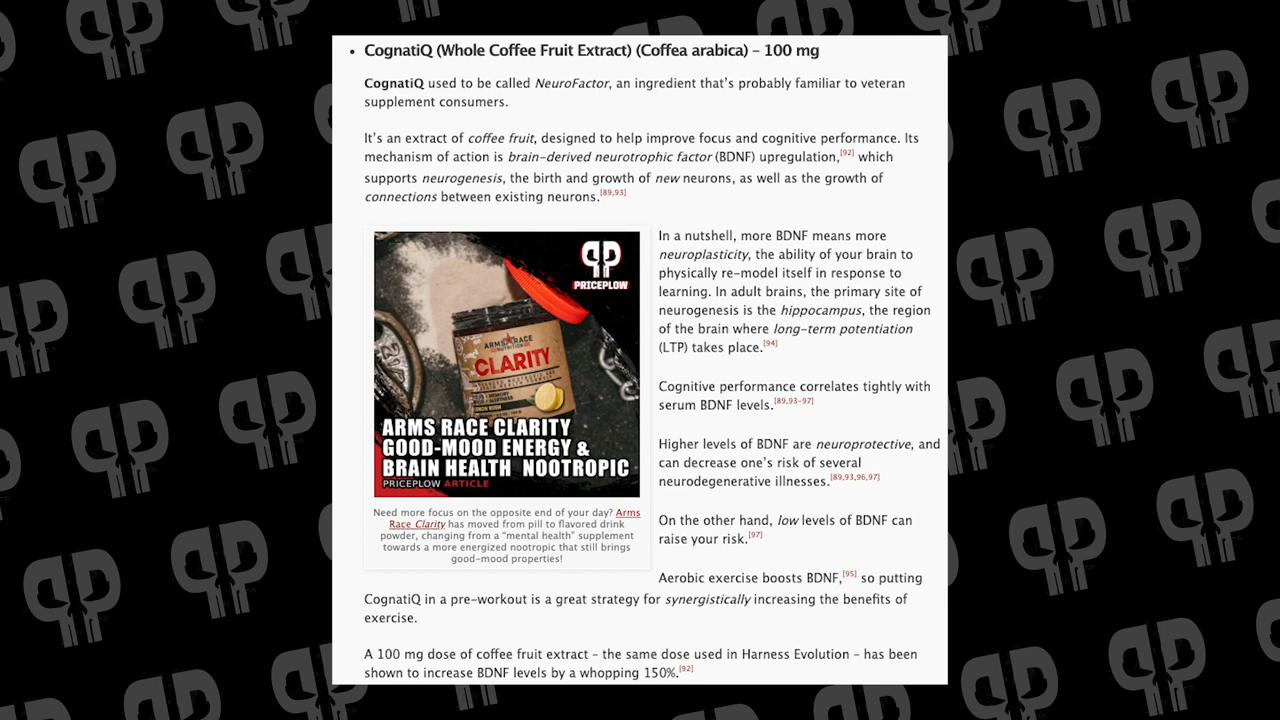 • CognatiQ (Whole Coffee Fruit Extract) (Coffea arabica) – 100 mg
CognatiQ used to be called NeuroFactor, an ingredient that's probably familiar to veteran
supplement consumers.
It's an extract of coffee fruit, designed to help improve focus and cognitive performance. Its
mechanism of action is brain-derived neurotrophic factor (BDNF) upregulation,[92] which
supports neurogenesis, the birth and growth of new neurons, as well as the growth of
connections between existing neurons.[89,93]
PRICEPLOW
ARMS RACE
NUTRITION
CLARITY
LEMON RUSH
ARMS RACE CLARITY
GOOD-MOOD ENERGY &
BRAIN HEALTH NOOTROPIC
PRICEPLOW ARTICLE
Need more focus on the opposite end of your day? Arms
Race Clarity has moved from pill to flavored drink
powder, changing from a "mental health" supplement
towards a more energized nootropic that still brings
good-mood properties!
In a nutshell, more BDNF means more
neuroplasticity, the ability of your brain to
physically re-model itself in response to
learning. In adult brains, the primary site of
neurogenesis is the hippocampus, the region
of the brain where long-term potentiation
(LTP) takes place.[94]
Cognitive performance correlates tightly with
serum BDNF levels.[89,93-97]
Higher levels of BDNF are neuroprotective, and
can decrease one's risk of several
neurodegenerative illnesses.[89,93,96,97]
On the other hand, low levels of BDNF can
raise your risk.[97]
Aerobic exercise boosts BDNF,[95] so putting
CognatiQ in a pre-workout is a great strategy for synergistically increasing the benefits of
exercise.
A 100 mg dose of coffee fruit extract – the same dose used in Harness Evolution – has been
shown to increase BDNF levels by a whopping 150%.[92]